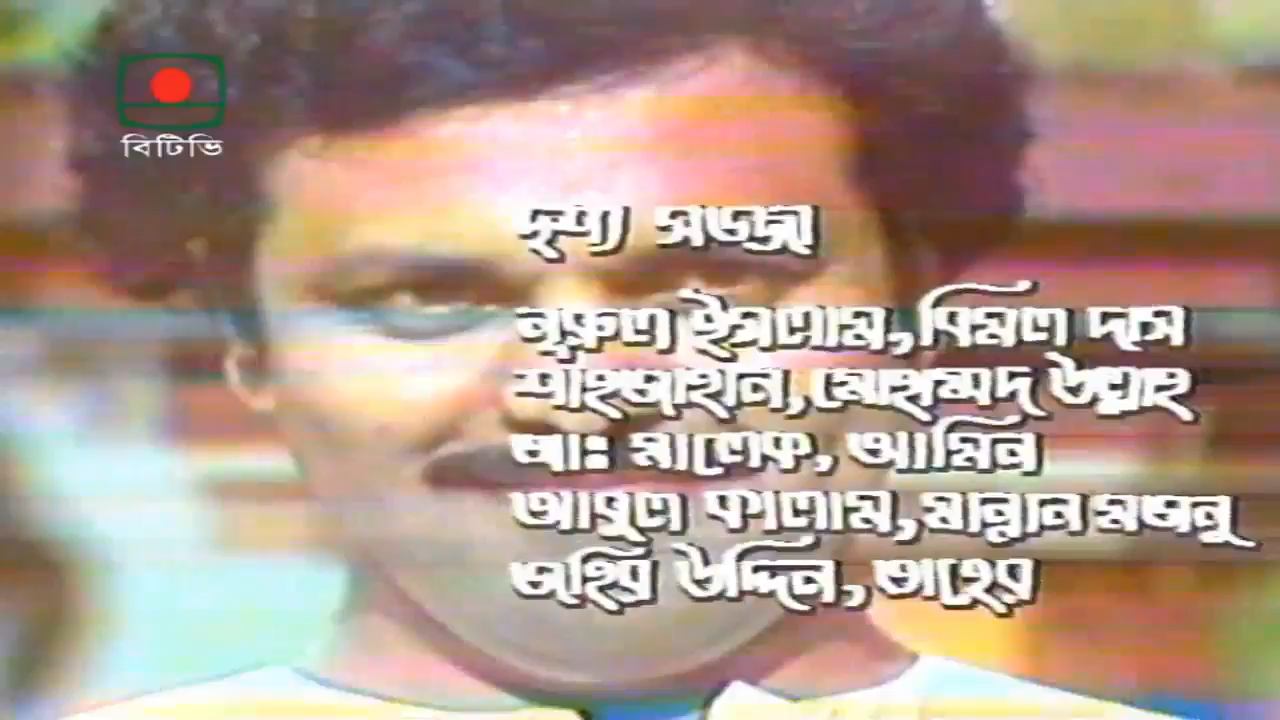 বিটিভি
দৃশ্য সজ্জা
নূরুল ইসলাম, বিমল দাস
শাহজাহান, মোহাম্মদ উল্লাহ
আঃ মালেক, আমিন
আবুল কালাম, মান্নান মজনু
জহির উদ্দিন, তাহের